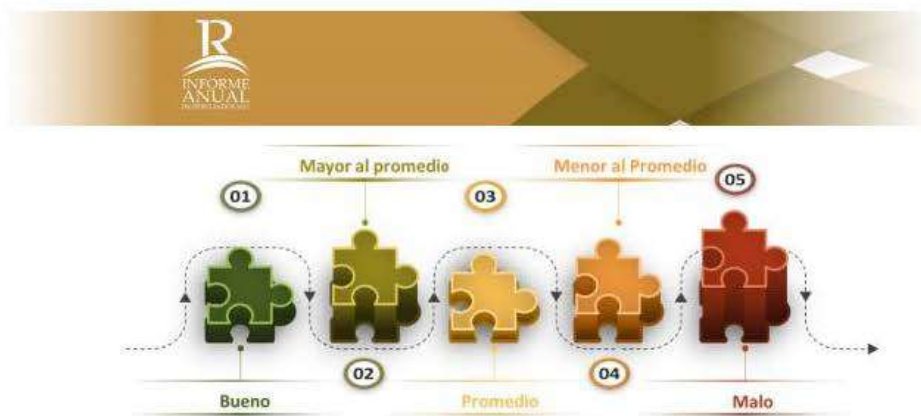 R
INFORME
ANUAL
Mayor al promedio
Menor al Promedio
01
03
05
02
04
Bueno
Promedio
Malo